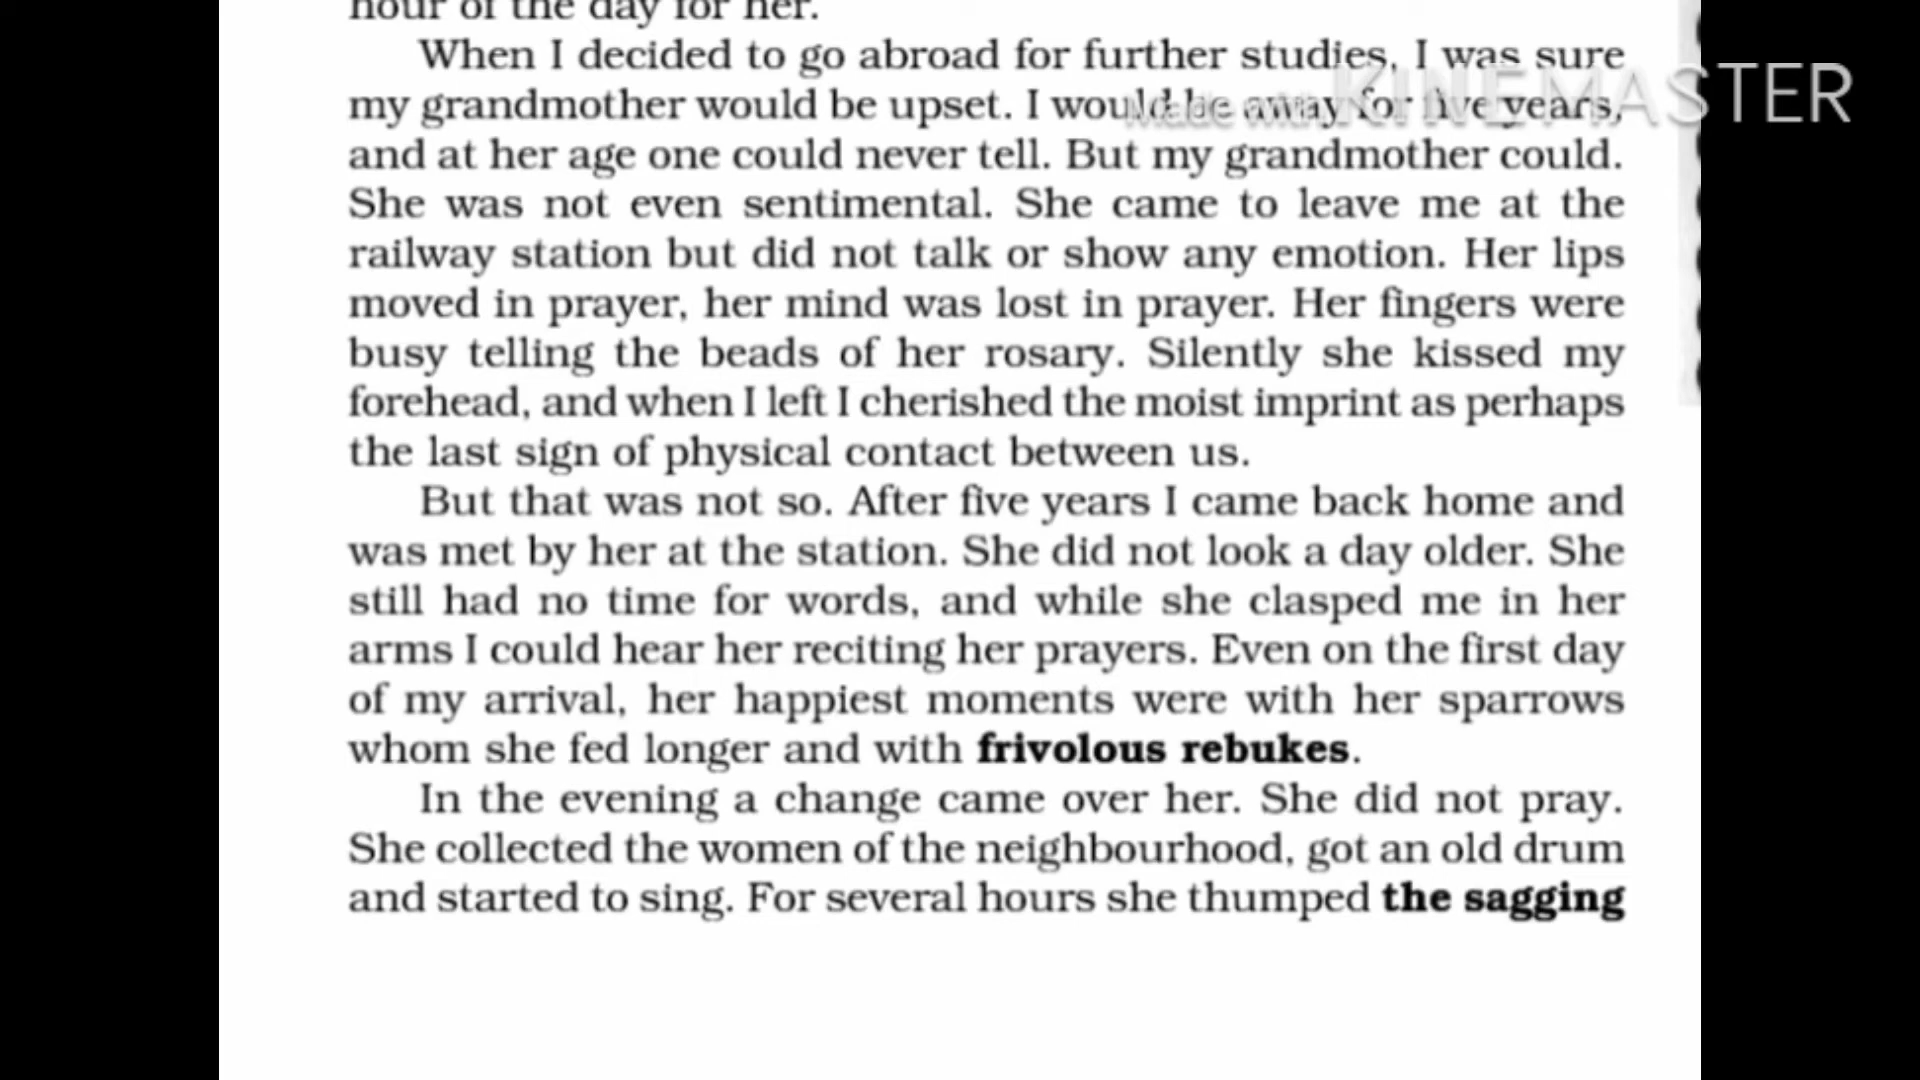 hour of the day for her.
When I decided to go abroad for further studies, I was sure
my grandmother would be upset. I would be away for five years,
and at her age one could never tell. But my grandmother could.
She was not even sentimental. She came to leave me at the
railway station but did not talk or show any emotion. Her lips
moved in prayer, her mind was lost in prayer. Her fingers were
busy telling the beads of her rosary. Silently she kissed my
forehead, and when I left I cherished the moist imprint as perhaps
the last sign of physical contact between us.
But that was not so. After five years I came back home and
was met by her at the station. She did not look a day older. She
still had no time for words, and while she clasped me in her
arms I could hear her reciting her prayers. Even on the first day
of my arrival, her happiest moments were with her sparrows
whom she fed longer and with frivolous rebukes.
In the evening a change came over her. She did not pray.
She collected the women of the neighbourhood, got an old drum
and started to sing. For several hours she thumped the sagging
Made with KINEMASTER